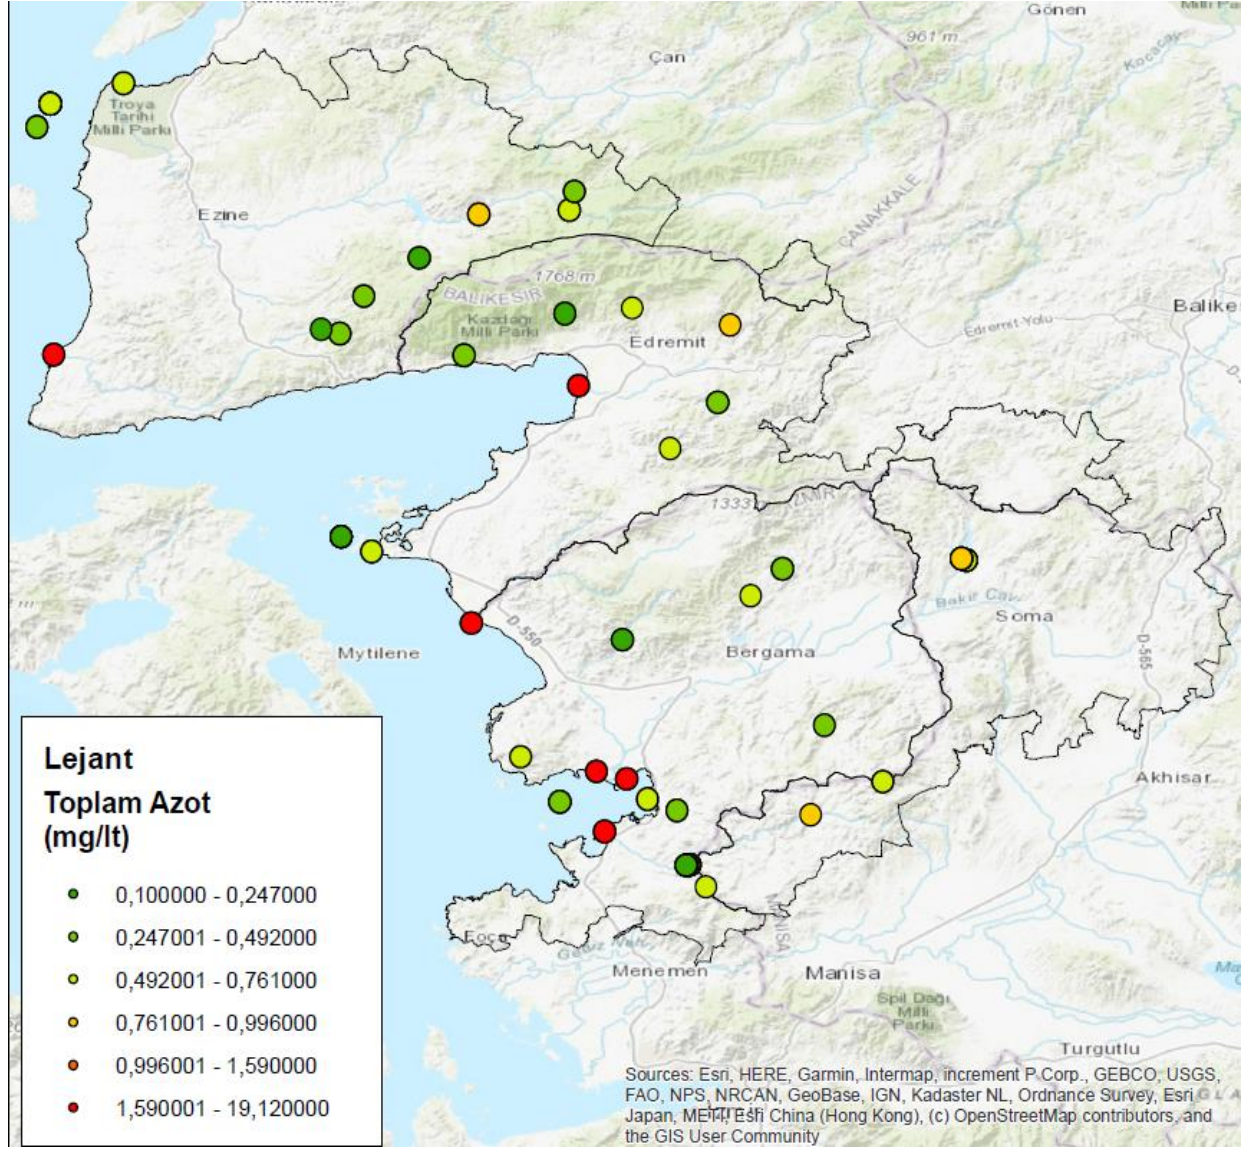 Gönen
Çan
961 m
Kocaçay
Troya
Tarihi
Milli Parkı
ÇANAKKALE
Ezine
1768 m
BALIKESİR
Kazdağı
Milli Parkı
Edremit
Edremit-Yolu
Balıke
1333
İZMİR
D-550
Bakır Çay
Soma
D-565
Mytilene
Bergama
Akhisar
Foça
Gediz Neh
Menemen
Manisa
NİSA
Spil Dağı
Milli
Parkı
Turgutlu
Lejant
Toplam Azot
(mg/lt)
0,100000 - 0,247000
0,247001 - 0,492000
0,492001 - 0,761000
0,761001 - 0,996000
0,996001 - 1,590000
1,590001 - 19,120000
Sources: Esri, HERE, Garmin, Intermap, increment P Corp., GEBCO, USGS,
FAO, NPS, NRCAN, GeoBase, IGN, Kadaster NL, Ordnance Survey, Esri
Japan, METI, Esri China (Hong Kong), (c) OpenStreetMap contributors, and
the GIS User Community